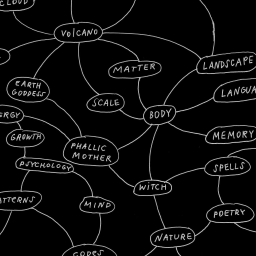 CLOUD
VOLCANO
LANDSCAPE
MATTER
EARTH
GODDESS
LANGUA
SCALE
BODY
RGY
GROWTH
MEMORY
PHALLIC
MOTHER
PSYCHOLOGY
SPELLS
WITCH
TTERNS
MIND
POETRY
NATURE
CODES